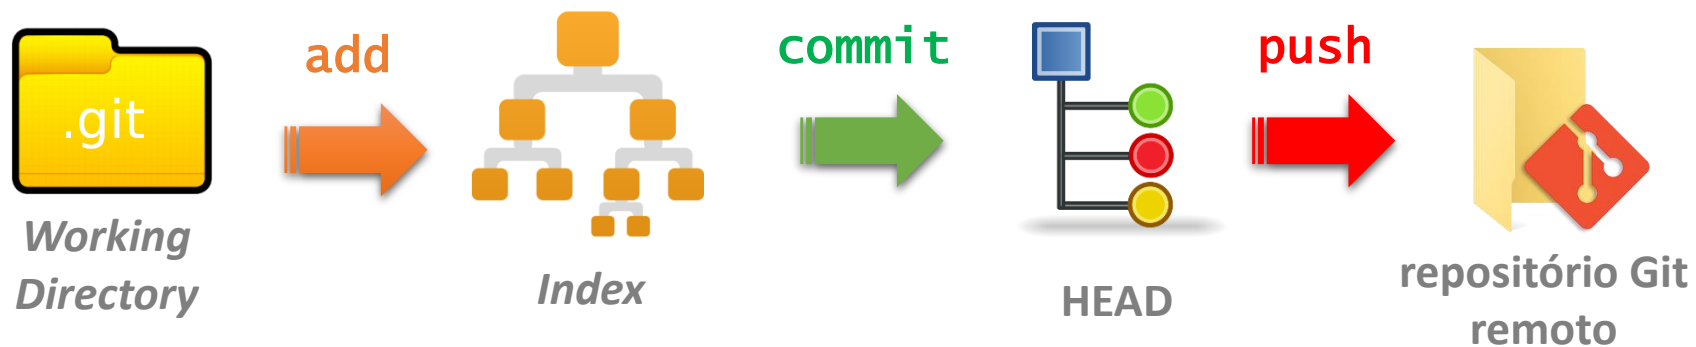 add
commit
push
.git
Working
Directory
Index
HEAD
repositório Git
remoto